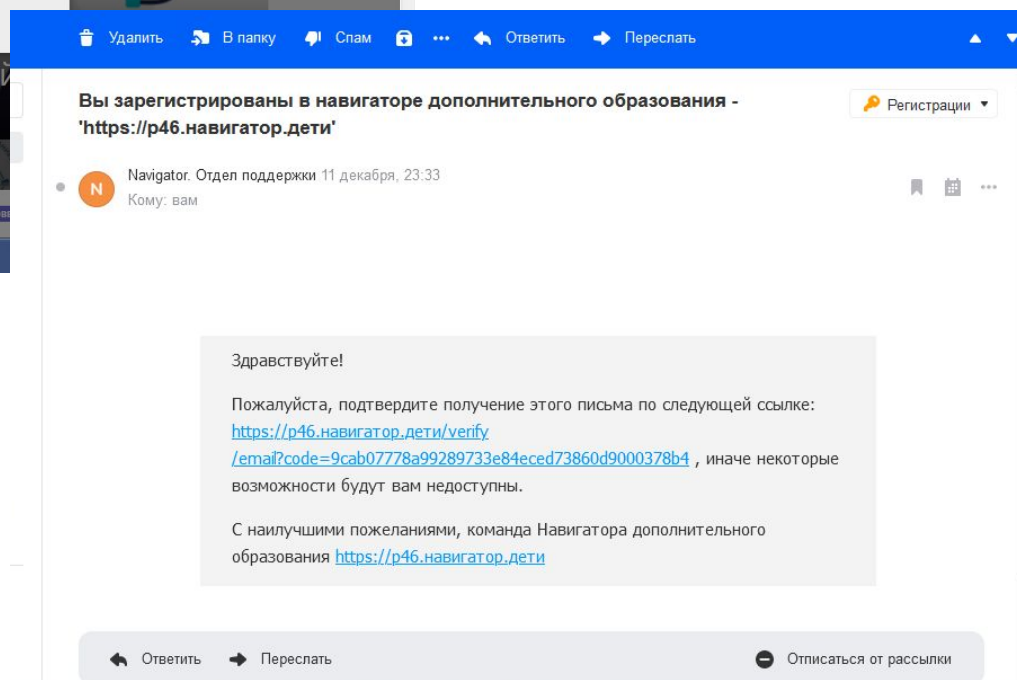 Удалить В папку Спам ••• Ответить Переслать
Вы зарегистрированы в навигаторе дополнительного образования -
'https://р46.навигатор.дети'
Регистрации
N
Navigator. Отдел поддержки 11 декабря, 23:33
Кому: вам
Здравствуйте!
Пожалуйста, подтвердите получение этого письма по следующей ссылке:
https://р46.навигатор.дети/verify
/email?code=9cab07778a99289733e84eced73860d9000378b4 , иначе некоторые
возможности будут вам недоступны.
С наилучшими пожеланиями, команда Навигатора дополнительного
образования https://р46.навигатор.дети
Ответить Переслать Отписаться от рассылки